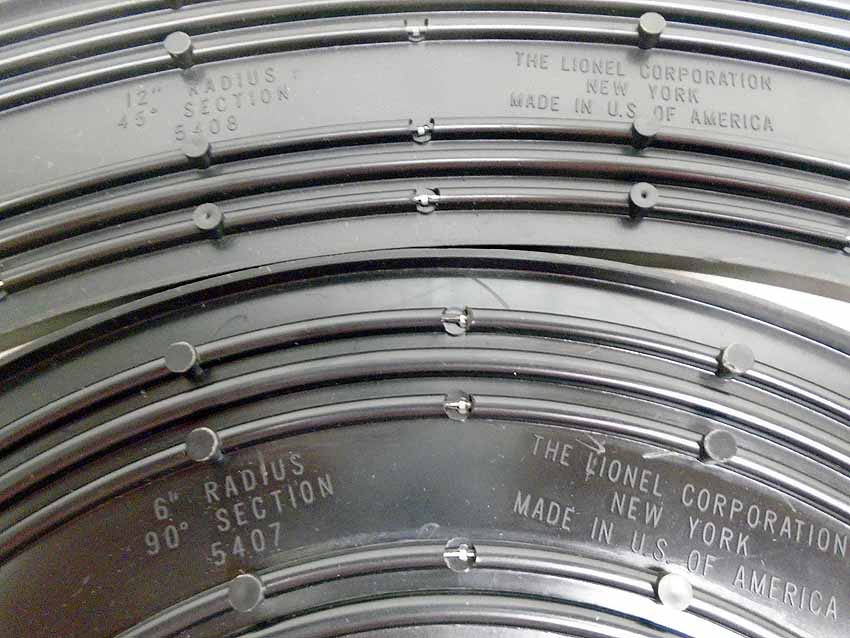 12" RADIUS
45° SECTION
5408
THE LIONEL CORPORATION
NEW YORK
MADE IN U.S. OF AMERICA
6" RADIUS
90° SECTION
5407
THE LIONEL CORPORATION
NEW YORK
MADE IN U.S. OF AMERICA